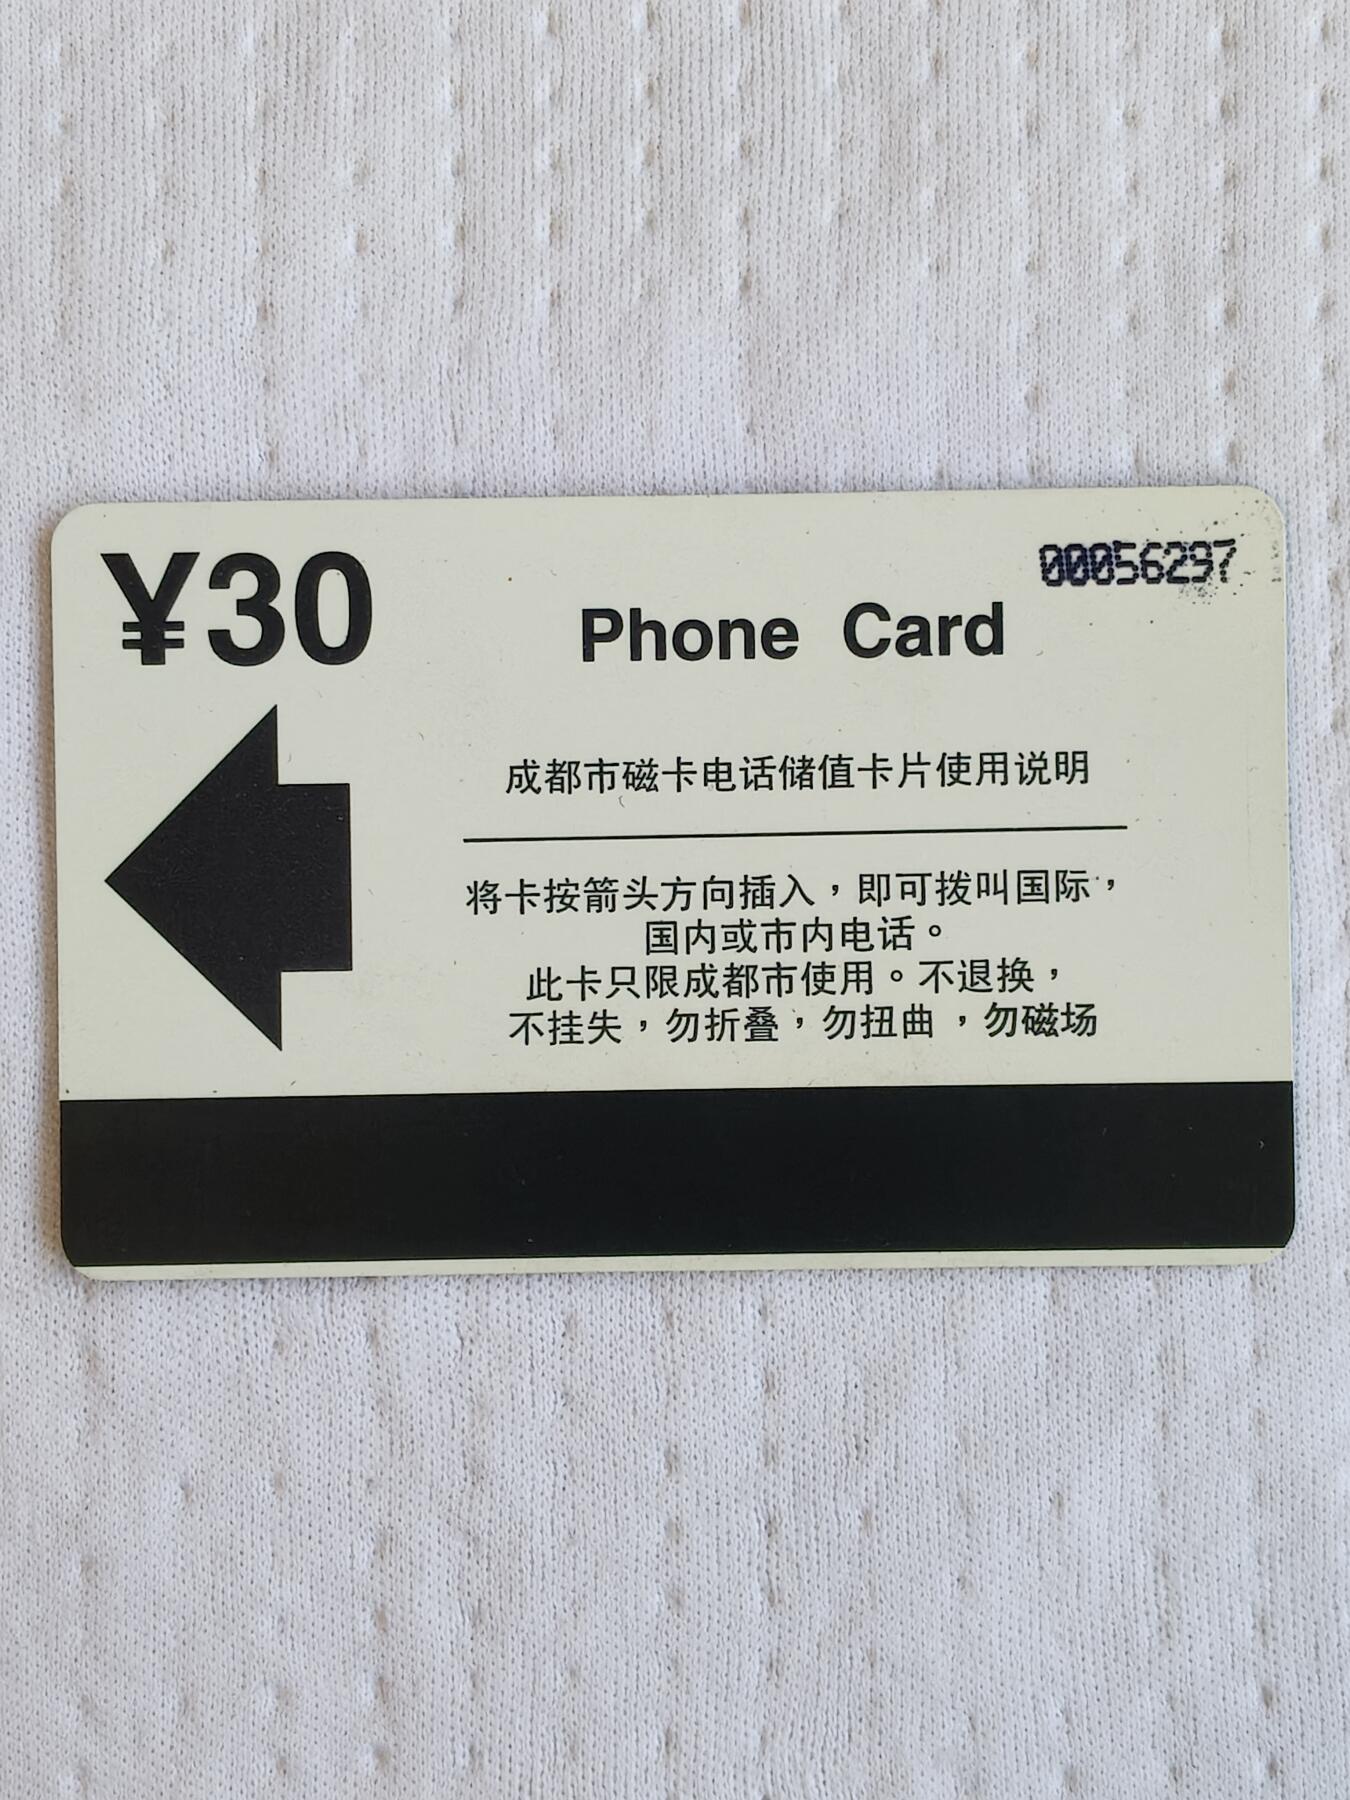 ¥30
00056297
Phone Card
成都市磁卡电话储值卡片使用说明
将卡按箭头方向插入，即可拨叫国际，
国内或市内电话。
此卡只限成都市使用。不退换，
不挂失，勿折叠，勿扭曲，勿磁场